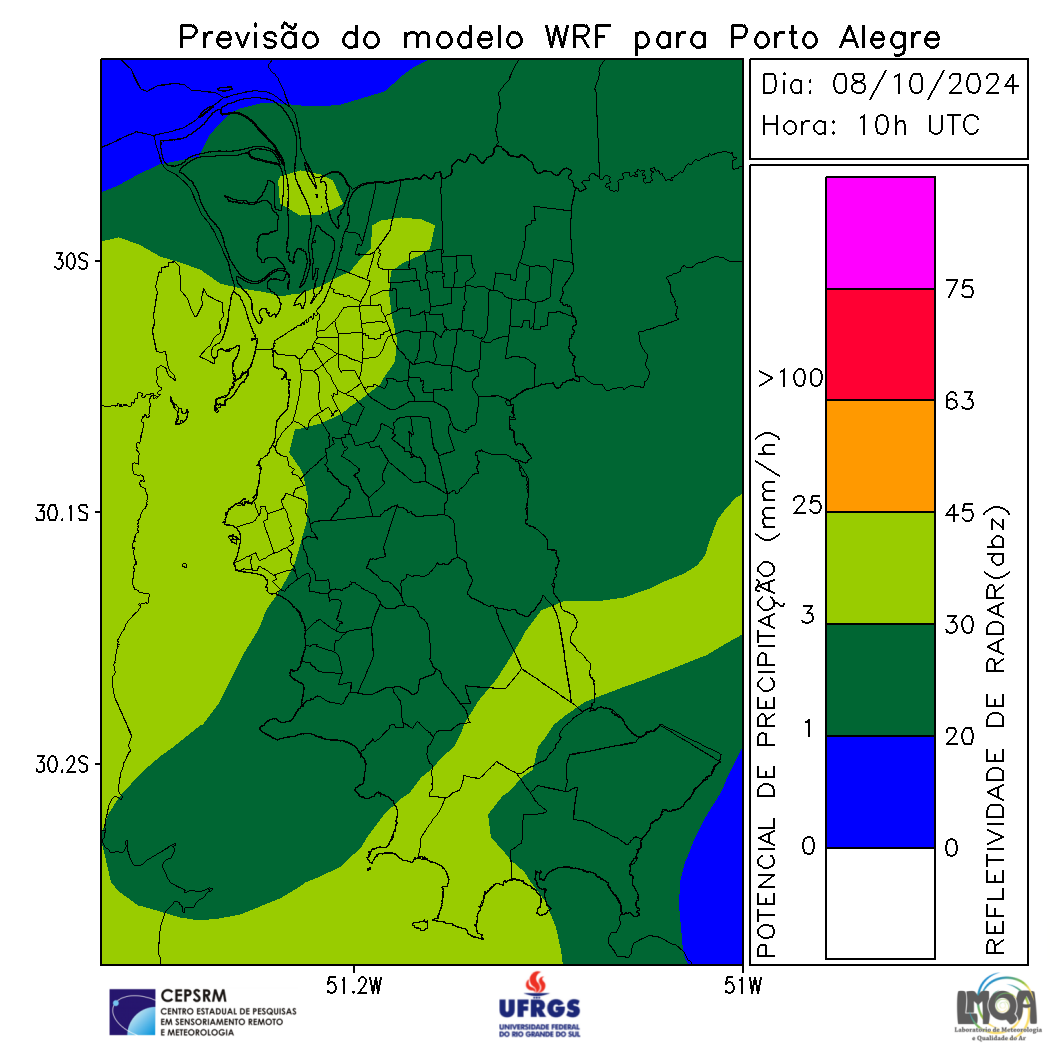 Previsão do modelo WRF para Porto Alegre
Dia: 08/10/2024
Hora: 10h UTC
30S
30.1S
30.2S
51.2W
51W
POTENCIAL DE PRECIPITAÇÃO (mm/h)
>100
25
3
1
0
75
63
45
30
20
0
REFLETIVIDADE DE RADAR(dbz)
CEPSRM
CENTRO ESTADUAL DE PESQUISAS
EM SENSORIAMENTO REMOTO
E METEOROLOGIA
UFRGS
UNIVERSIDADE FEDERAL
DO RIO GRANDE DO SUL
LMQA
Laboratório de Meteorologia
e Qualidade do Ar